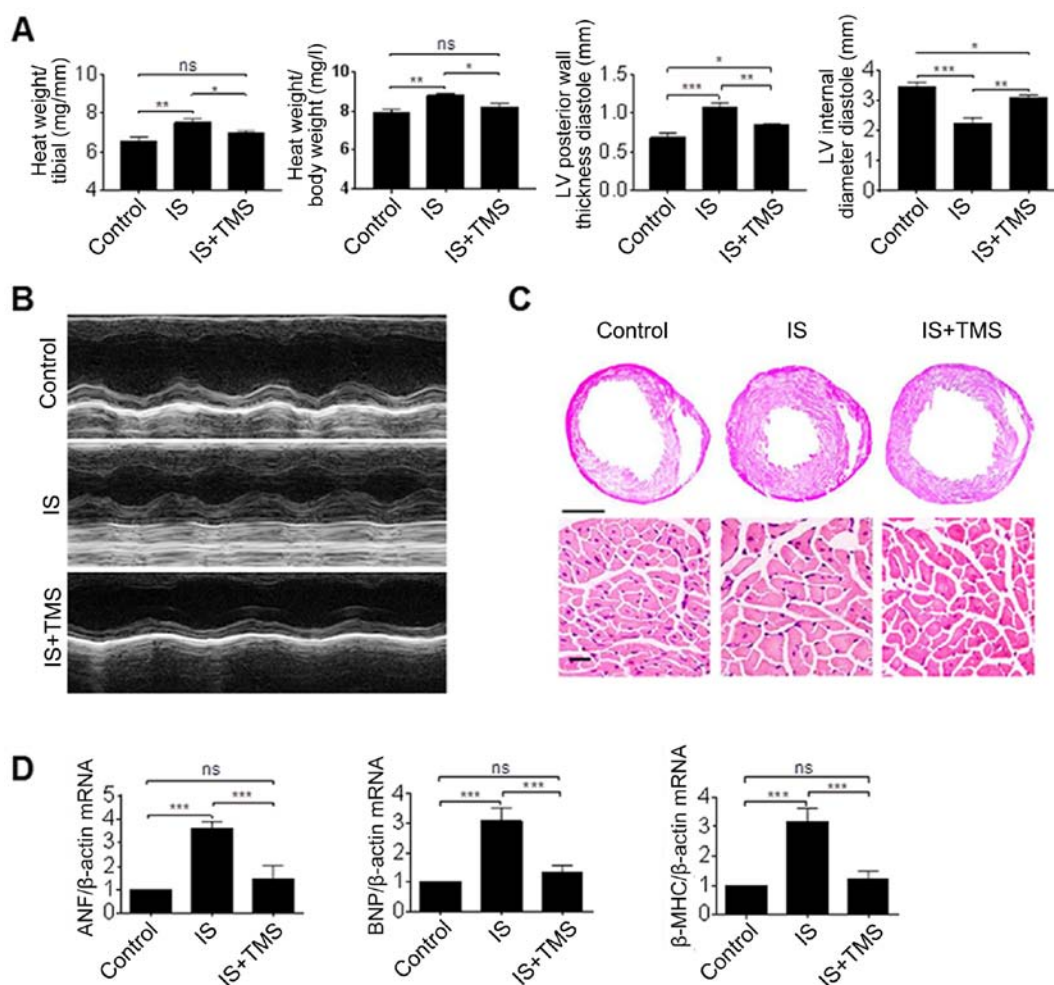 A
Heat weight/
tibial (mg/mm)
10
8
6
4
ns
**
*
Control
IS
IS+TMS
Heat weight/
body weight (mg/l)
10
8
6
4
ns
**
*
Control
IS
IS+TMS
LV posterior wall
thickness diastole (mm)
1.5
1.0
0.5
0.0
*
***
**
Control
IS
IS+TMS
LV internal
diameter diastole (mm)
5
4
3
2
1
0
*
***
**
Control
IS
IS+TMS
B
Control
IS
IS+TMS
C
Control
IS
IS+TMS
D
ANF/β-actin mRNA
5
4
3
2
1
0
ns
***
***
Control
IS
IS+TMS
BNP/β-actin mRNA
4
3
2
1
0
ns
***
***
Control
IS
IS+TMS
β-MHC/β-actin mRNA
4
3
2
1
0
ns
***
***
Control
IS
IS+TMS